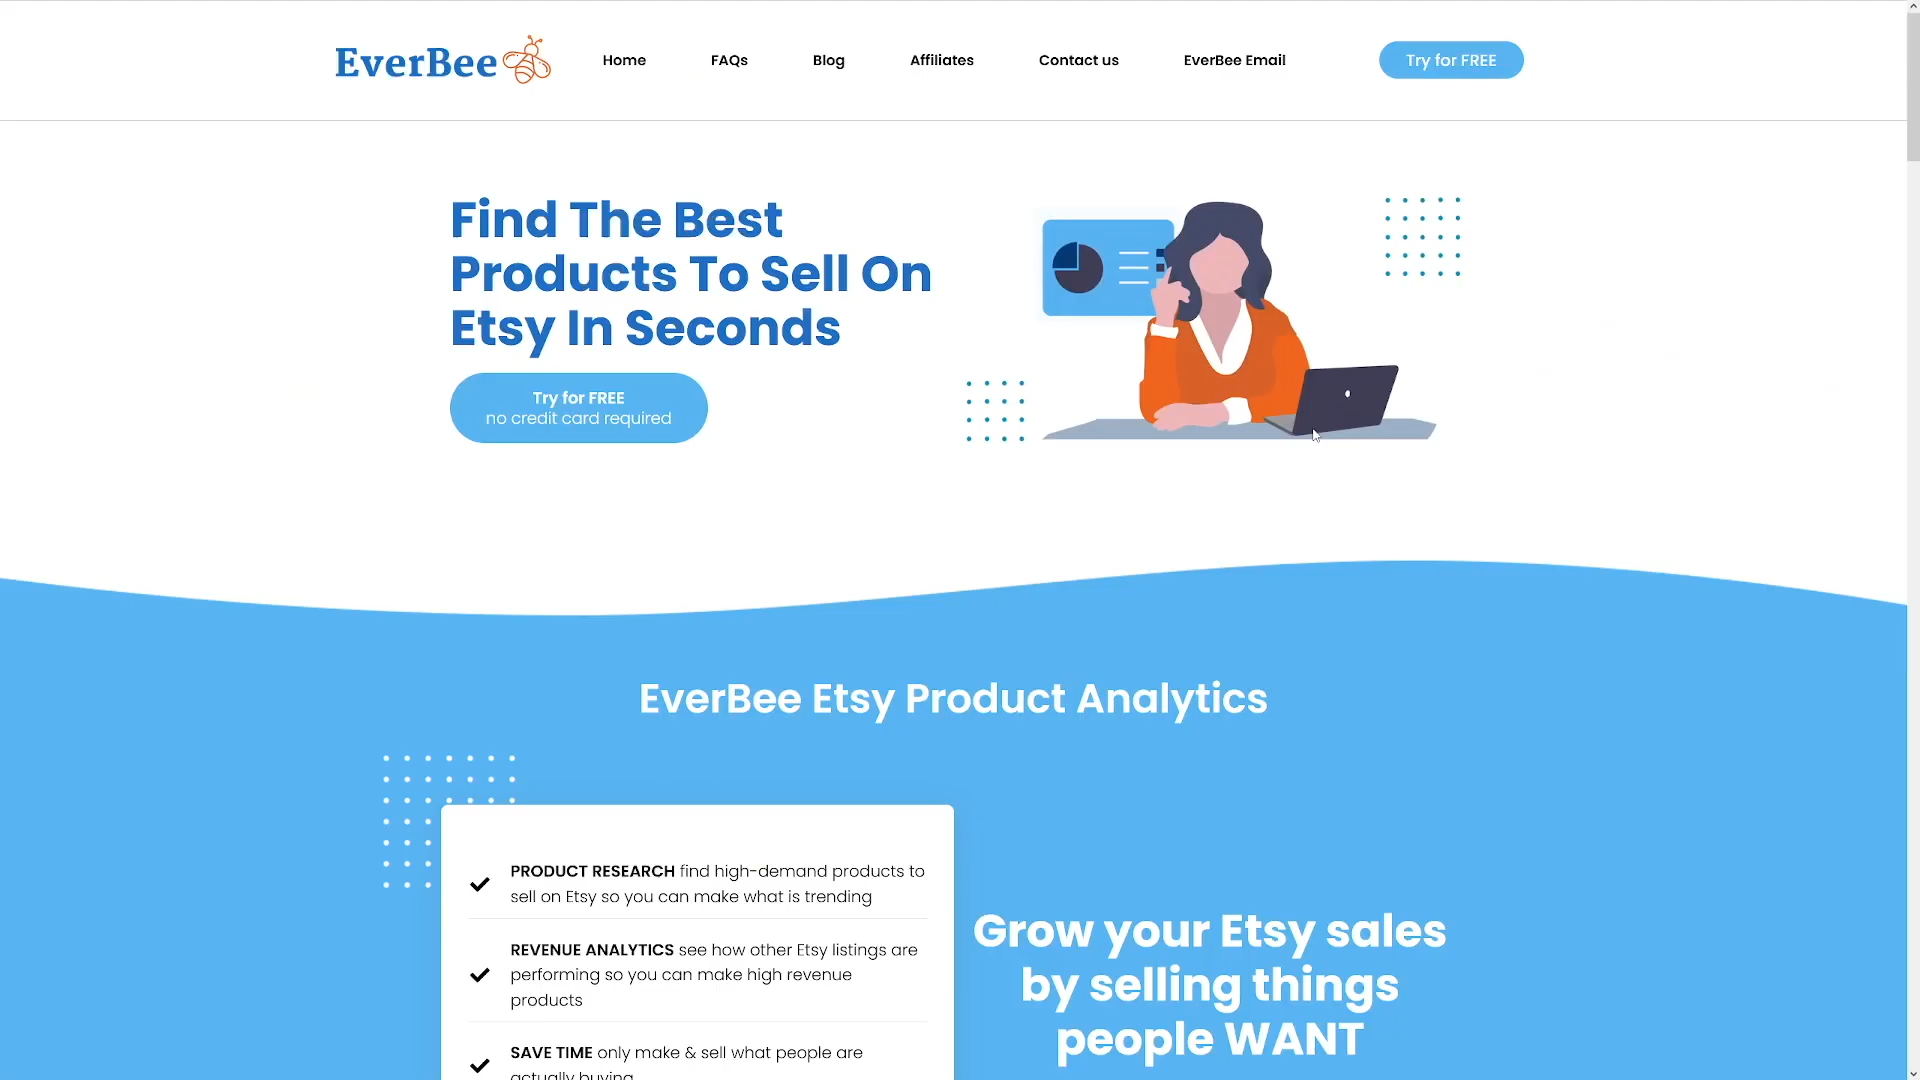 EverBee
Home
FAQs
Blog
Affiliates
Contact us
EverBee Email
Try for FREE
Find The Best
Products To Sell On
Etsy In Seconds
Try for FREE
no credit card required
EverBee Etsy Product Analytics
PRODUCT RESEARCH find high-demand products to
sell on Etsy so you can make what is trending
REVENUE ANALYTICS see how other Etsy listings are
performing so you can make high revenue
products
SAVE TIME only make & sell what people are
actually buying
Grow your Etsy sales
by selling things
people WANT